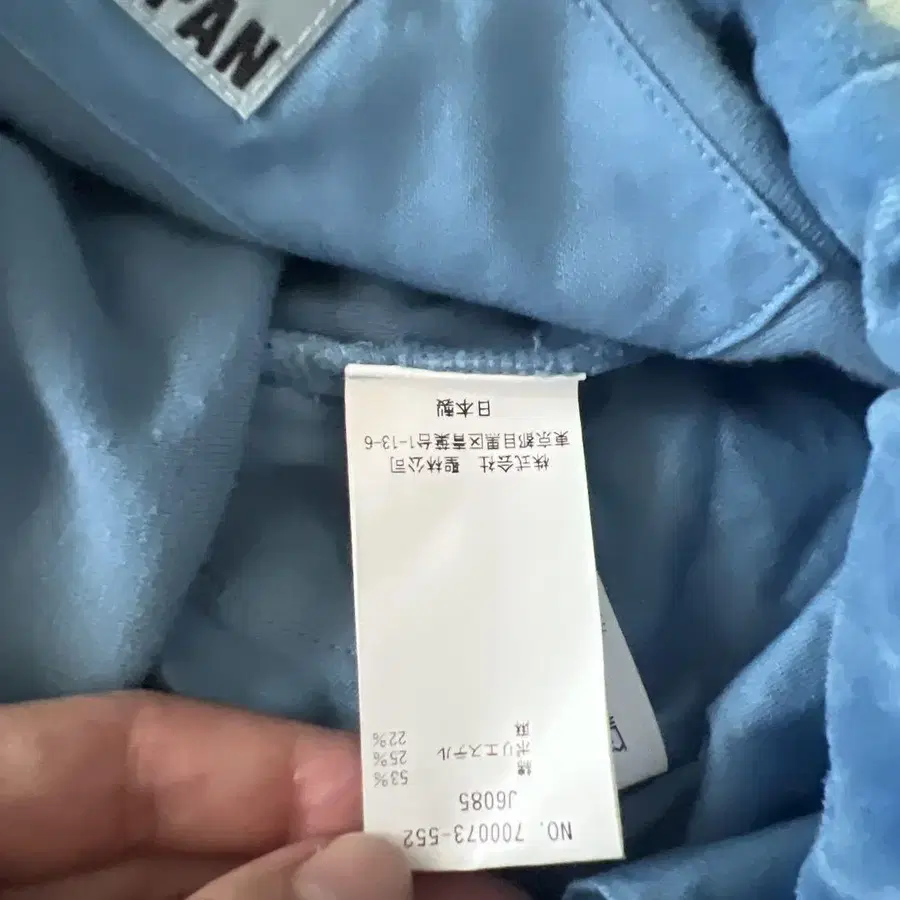 PAN
NO. 700073-552
J6085
綿 53%
ポリエステル 25%
麻 22%
株式会社 聖林公司
東京都目黒区青葉台1-13-6
日本製